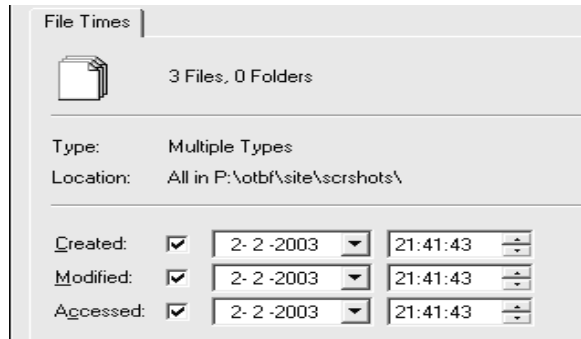 File Times
3 Files, 0 Folders
Type: Multiple Types
Location: All in P:\otbf\site\scrshots\
Created: 2- 2 -2003 21:41:43
Modified: 2- 2 -2003 21:41:43
Accessed: 2- 2 -2003 21:41:43